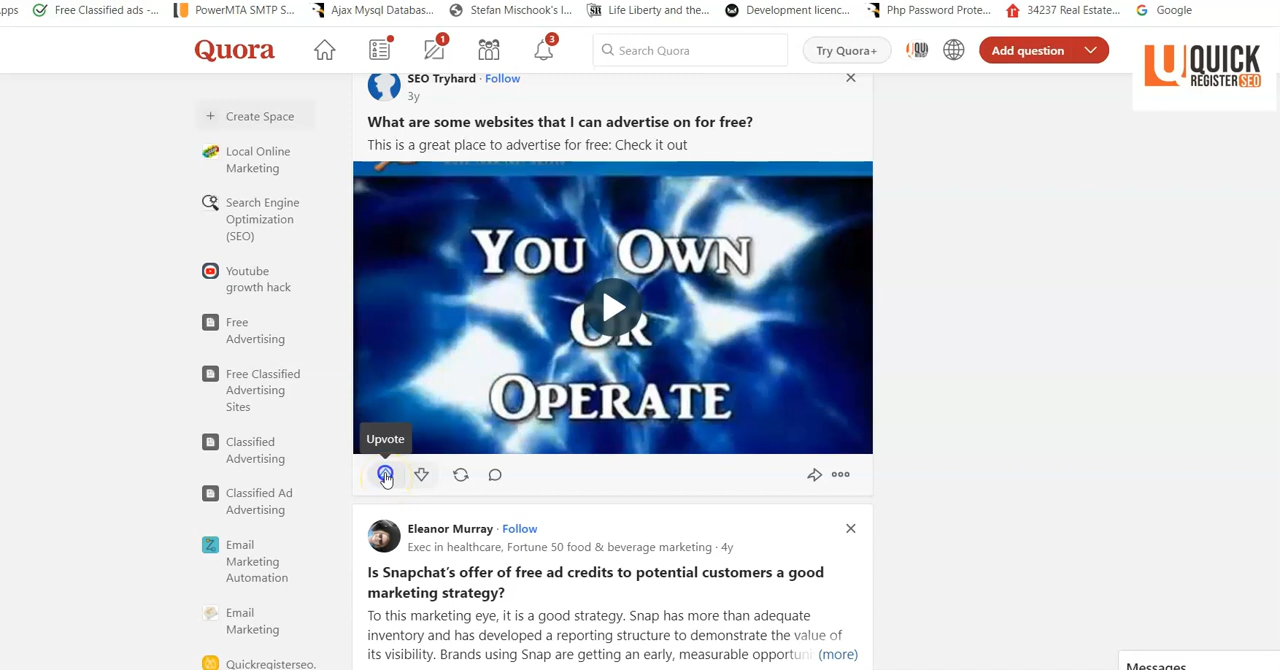 pps
Free Classified ads -...
PowerMTA SMTP S...
Ajax Mysql Databas...
Stefan Mischook's I...
Life Liberty and the...
Development licenc...
Php Password Prote...
34237 Real Estate...
Google
Quora
1
3
Search Quora
Try Quora+
Add question
QUICK
REGISTER SEO
SEO Tryhard · Follow
3y
What are some websites that I can advertise on for free?
This is a great place to advertise for free: Check it out
YOU OWN
OR
OPERATE
Upvote
Eleanor Murray · Follow
Exec in healthcare, Fortune 50 food & beverage marketing · 4y
Is Snapchat's offer of free ad credits to potential customers a good
marketing strategy?
To this marketing eye, it is a good strategy. Snap has more than adequate
inventory and has developed a reporting structure to demonstrate the value of
its visibility. Brands using Snap are getting an early, measurable opportuni (more)
+ Create Space
Local Online
Marketing
Search Engine
Optimization
(SEO)
Youtube
growth hack
Free
Advertising
Free Classified
Advertising
Sites
Classified
Advertising
Classified Ad
Advertising
Email
Marketing
Automation
Email
Marketing
Quickregisterseo.
Messages